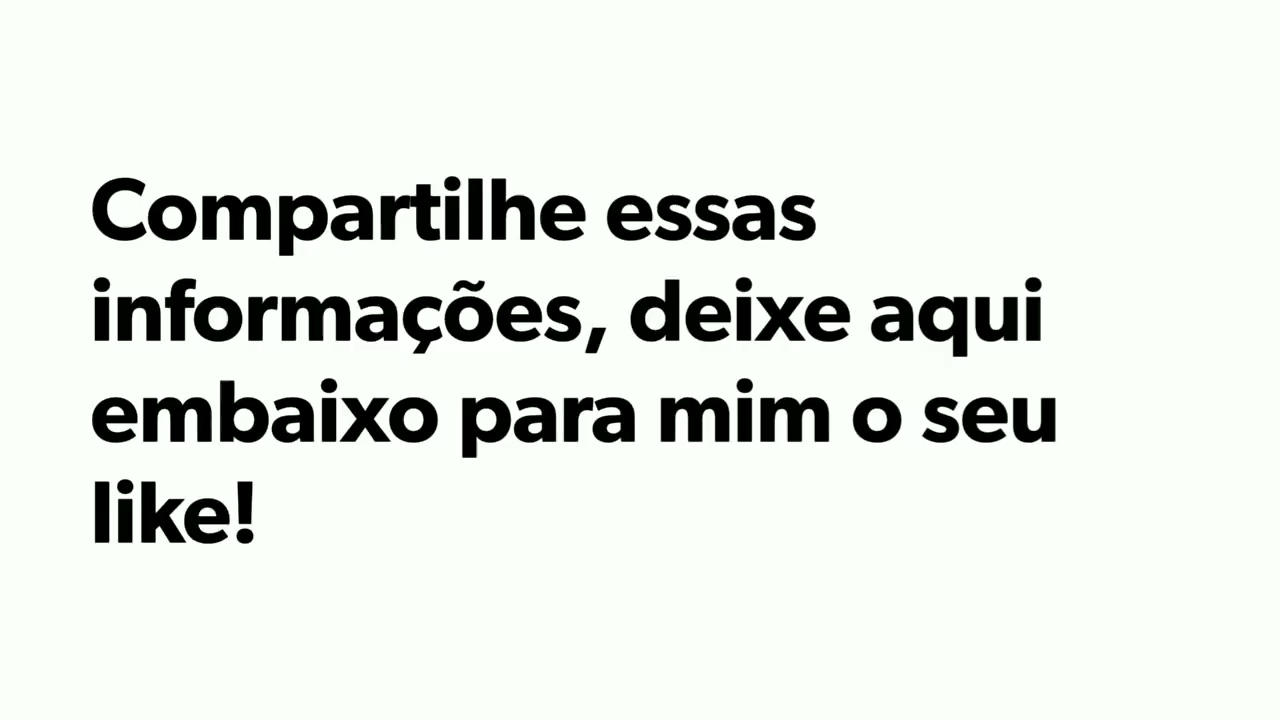 Compartilhe essas
informações, deixe aqui
embaixo para mim o seu
like!